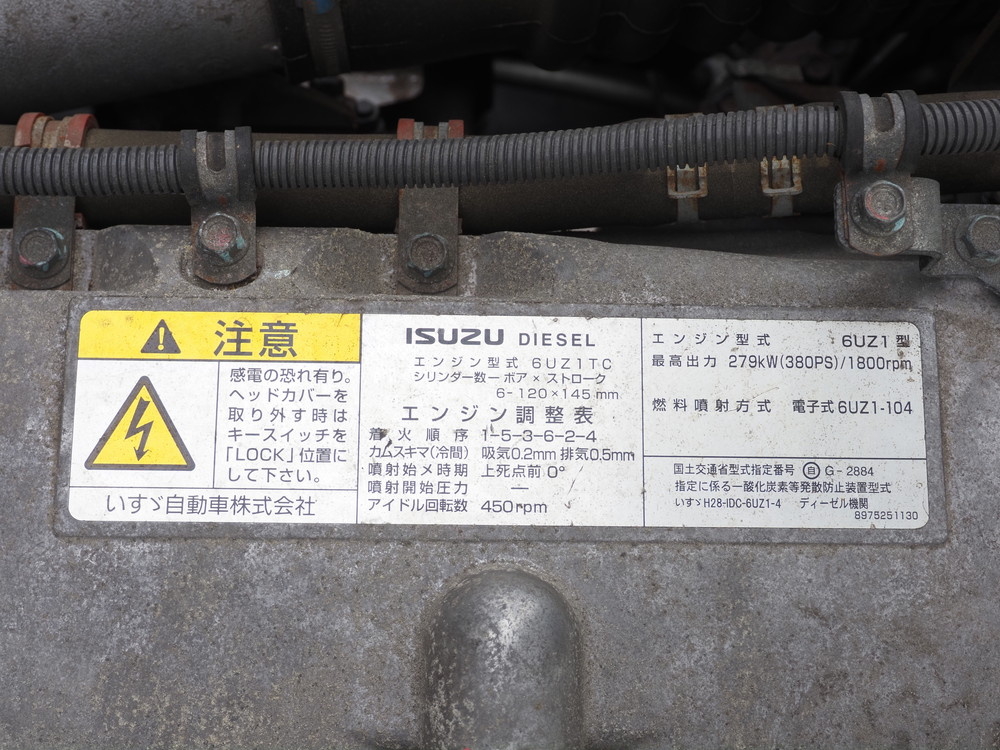 注意
感電の恐れ有り。
ヘッドカバーを
取り外す時は
キースイッチを
「LOCK」位置に
して下さい。
いすゞ自動車株式会社
ISUZU DIESEL
エンジン型式 6UZ1TC
シリンダー数－ボア×ストローク
6-120×145mm
エンジン調整表
着火順序 1-5-3-6-2-4
カムスキマ(冷間) 吸気0.2mm 排気0.5mm
噴射始メ時期 上死点前 0°
噴射開始圧力 －
アイドル回転数 450rpm
エンジン型式 6UZ1型
最高出力 279kW(380PS)/1800rpm
燃料噴射方式 電子式6UZ1-104
国土交通省型式指定番号 自 G-2884
指定に係る一酸化炭素等発散防止装置型式
いすゞH28-IDC-6UZ1-4 ディーゼル機関
8975251130